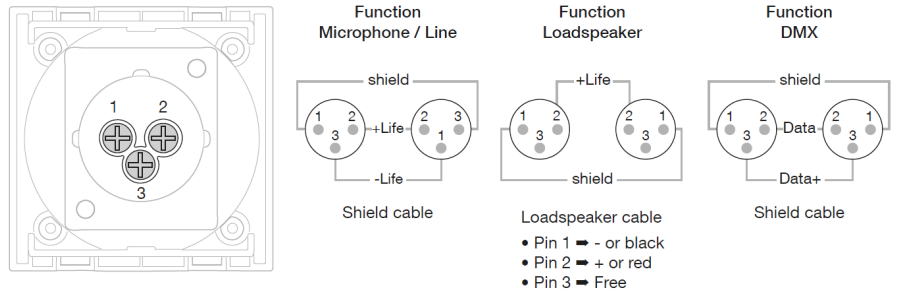 1 2
3
Function
Microphone / Line
shield
1 2 2 3
+Life
3 1
-Life
Shield cable
Function
Loadspeaker
+Life
1 2 2 1
3 3
shield
Loadspeaker cable
• Pin 1 ➡ - or black
• Pin 2 ➡ + or red
• Pin 3 ➡ Free
Function
DMX
shield
1 2 2 1
Data-
3 3
Data+
Shield cable